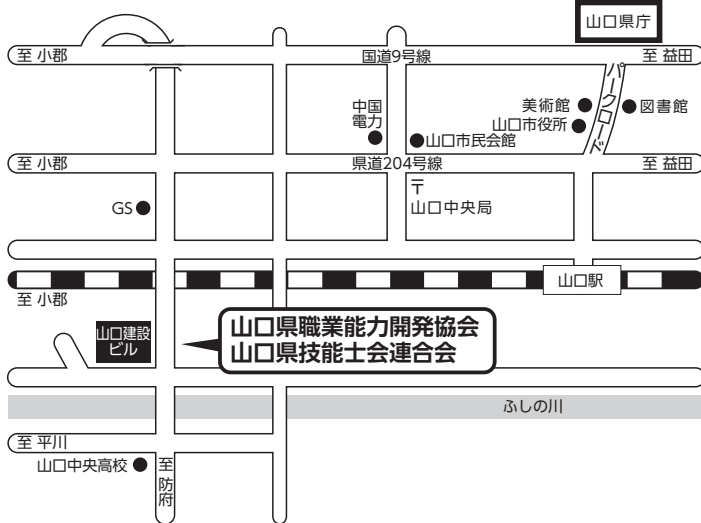 山口県庁
至 小郡
国道9号線
至 益田
パークロード
中国
電力
美術館
図書館
山口市役所
山口市民会館
至 小郡
県道204号線
至 益田
〒
山口中央局
GS
山口駅
至 小郡
山口建設
ビル
山口県職業能力開発協会
山口県技能士会連合会
ふしの川
至 平川
山口中央高校
至防府